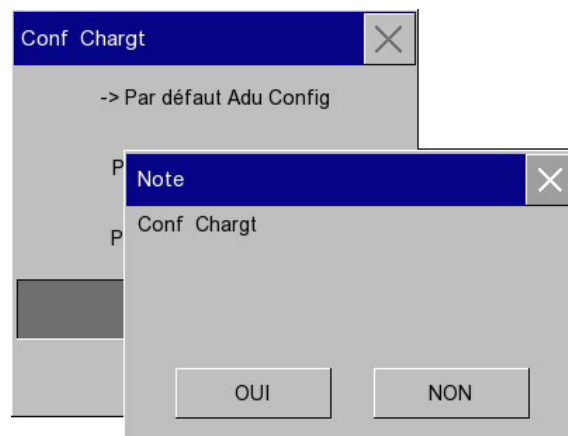 Conf Chargt
-> Par défaut Adu Config
P
Note
P
Conf Chargt
OUI
NON